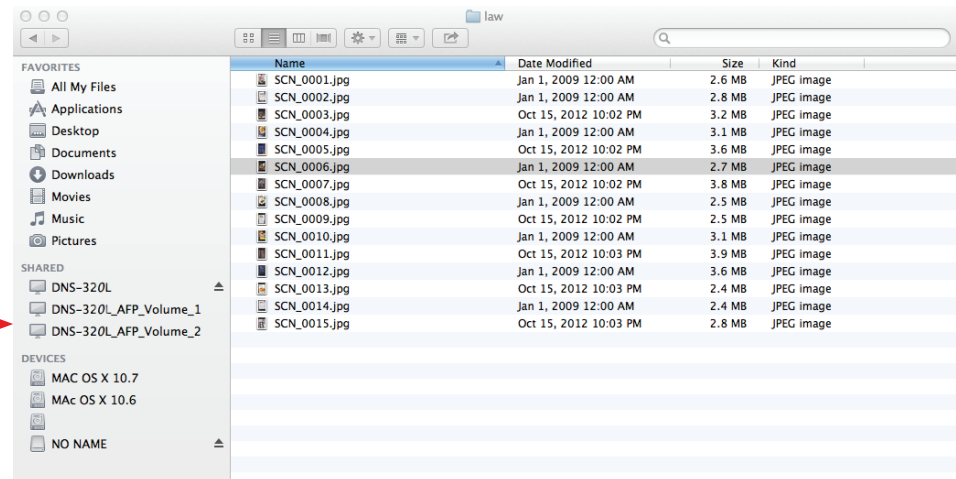 law
FAVORITES
All My Files
Applications
Desktop
Documents
Downloads
Movies
Music
Pictures
SHARED
DNS-320L
DNS-320L_AFP_Volume_1
DNS-320L_AFP_Volume_2
DEVICES
MAC OS X 10.7
MAc OS X 10.6
NO NAME
Name Date Modified Size Kind
SCN_0001.jpg Jan 1, 2009 12:00 AM 2.6 MB JPEG image
SCN_0002.jpg Jan 1, 2009 12:00 AM 2.8 MB JPEG image
SCN_0003.jpg Oct 15, 2012 10:02 PM 3.2 MB JPEG image
SCN_0004.jpg Jan 1, 2009 12:00 AM 3.1 MB JPEG image
SCN_0005.jpg Oct 15, 2012 10:02 PM 3.6 MB JPEG image
SCN_0006.jpg Jan 1, 2009 12:00 AM 2.7 MB JPEG image
SCN_0007.jpg Oct 15, 2012 10:02 PM 3.8 MB JPEG image
SCN_0008.jpg Jan 1, 2009 12:00 AM 2.5 MB JPEG image
SCN_0009.jpg Oct 15, 2012 10:02 PM 2.5 MB JPEG image
SCN_0010.jpg Jan 1, 2009 12:00 AM 3.1 MB JPEG image
SCN_0011.jpg Oct 15, 2012 10:03 PM 3.9 MB JPEG image
SCN_0012.jpg Jan 1, 2009 12:00 AM 3.6 MB JPEG image
SCN_0013.jpg Oct 15, 2012 10:03 PM 2.4 MB JPEG image
SCN_0014.jpg Jan 1, 2009 12:00 AM 2.4 MB JPEG image
SCN_0015.jpg Oct 15, 2012 10:03 PM 2.8 MB JPEG image